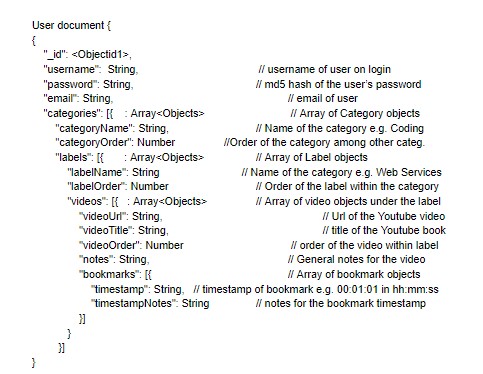 User document {
{
"_id": <Objectid1>,
"username": String, // username of user on login
"password": String, // md5 hash of the user's password
"email": String, // email of user
"categories": [{ : Array<Objects> // Array of Category objects
"categoryName": String, // Name of the category e.g. Coding
"categoryOrder": Number //Order of the category among other categ.
"labels": [{ : Array<Objects> // Array of Label objects
"labelName": String // Name of the category e.g. Web Services
"labelOrder": Number // Order of the label within the category
"videos": [{ : Array<Objects> // Array of video objects under the label
"videoUrl": String, // Url of the Youtube video
"videoTitle": String, // title of the Youtube book
"videoOrder": Number // order of the video within label
"notes": String, // General notes for the video
"bookmarks": [{ // Array of bookmark objects
"timestamp": String, // timestamp of bookmark e.g. 00:01:01 in hh:mm:ss
"timestampNotes": String // notes for the bookmark timestamp
}]
}
}]
}